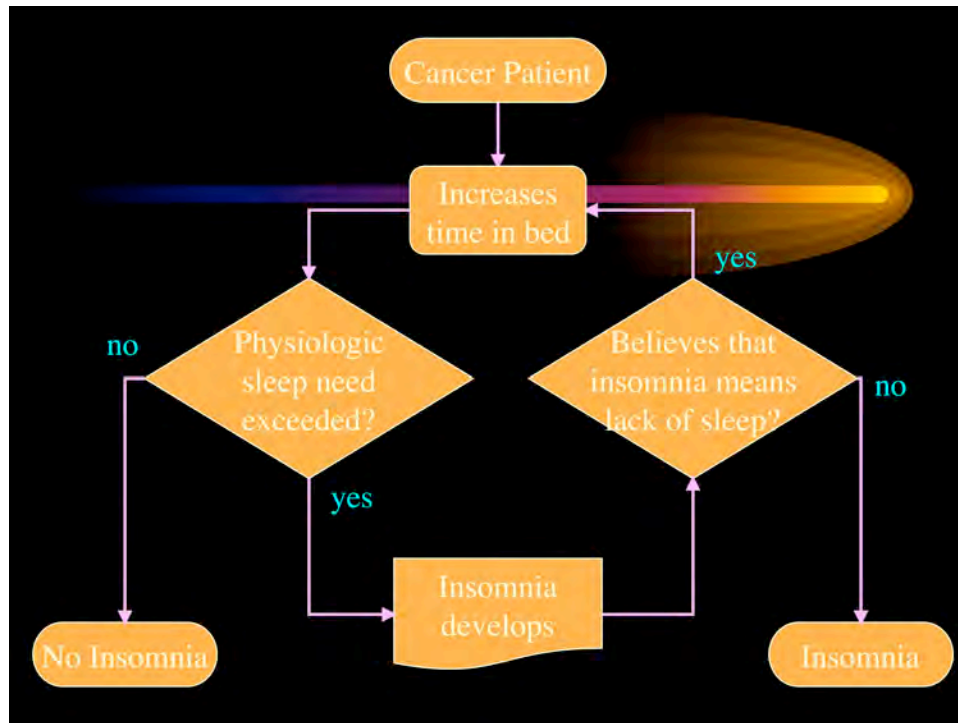 Cancer Patient
Increases
time in bed
yes
no
Physiologic
sleep need
exceeded?
Believes that
insomnia means
lack of sleep?
no
yes
Insomnia
develops
No Insomnia
Insomnia